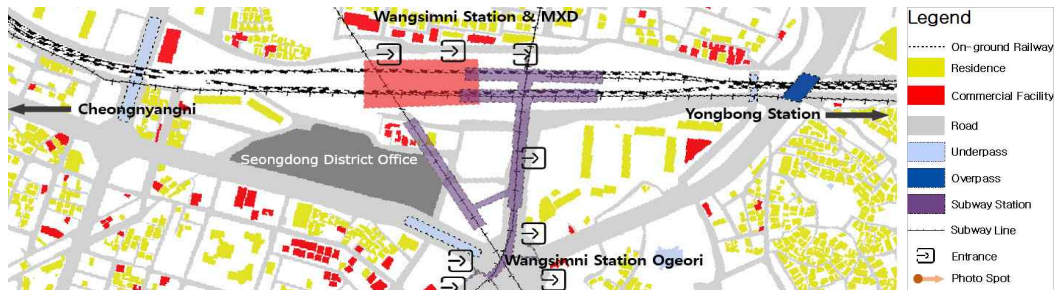 Wangsimni Station & MXD
Cheongnyangni
Yongbong Station
Seongdong District Office
Wangsimni Station Ogeori
Legend
On-ground Railway
Residence
Commercial Facility
Road
Underpass
Overpass
Subway Station
Subway Line
Entrance
Photo Spot